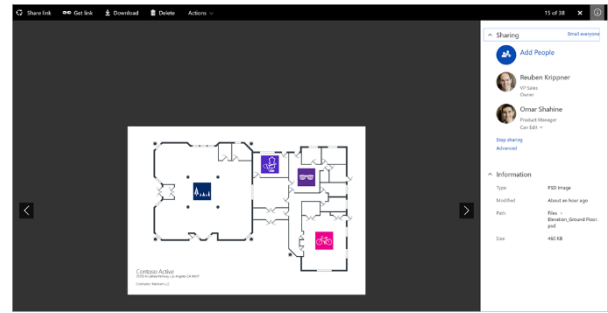 Share link Get link Download Delete Actions 15 of 38
Sharing Email everyone
Add People
Reuben Krippner
VP Sales
Owner
Omar Shahine
Product Manager
Can Edit
Stop sharing
Advanced
Information
Type PSD Image
Modified About an hour ago
Path Files >
Elevation_Ground Floor.
psd
Size 460 KB
Contoso Active